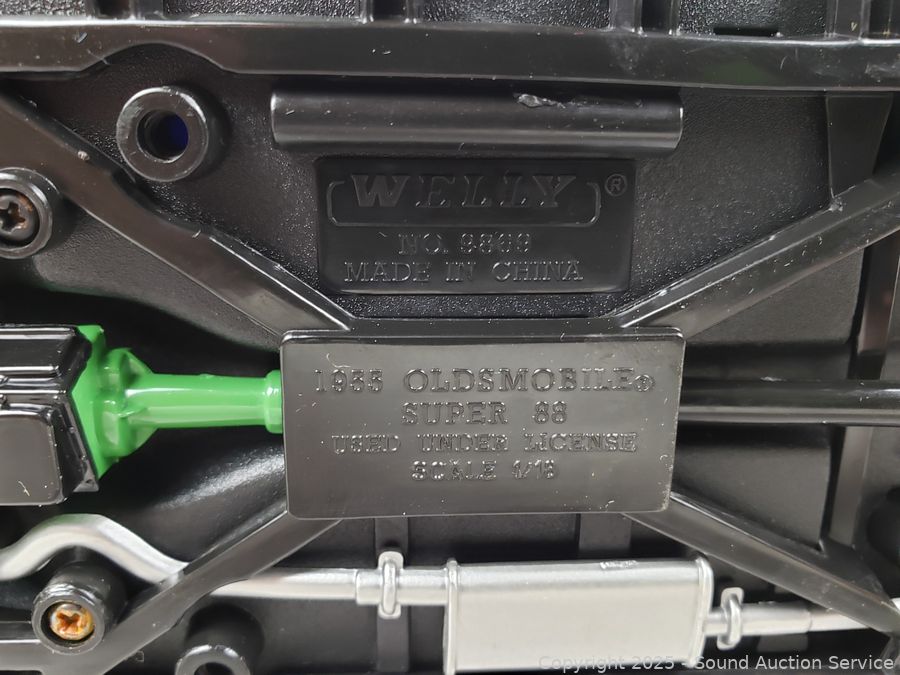 WELLY®
NO. 9869
MADE IN CHINA
1955 OLDSMOBILE®
SUPER 88
USED UNDER LICENSE
SCALE 1/18
Copyright 2025 - Sound Auction Service